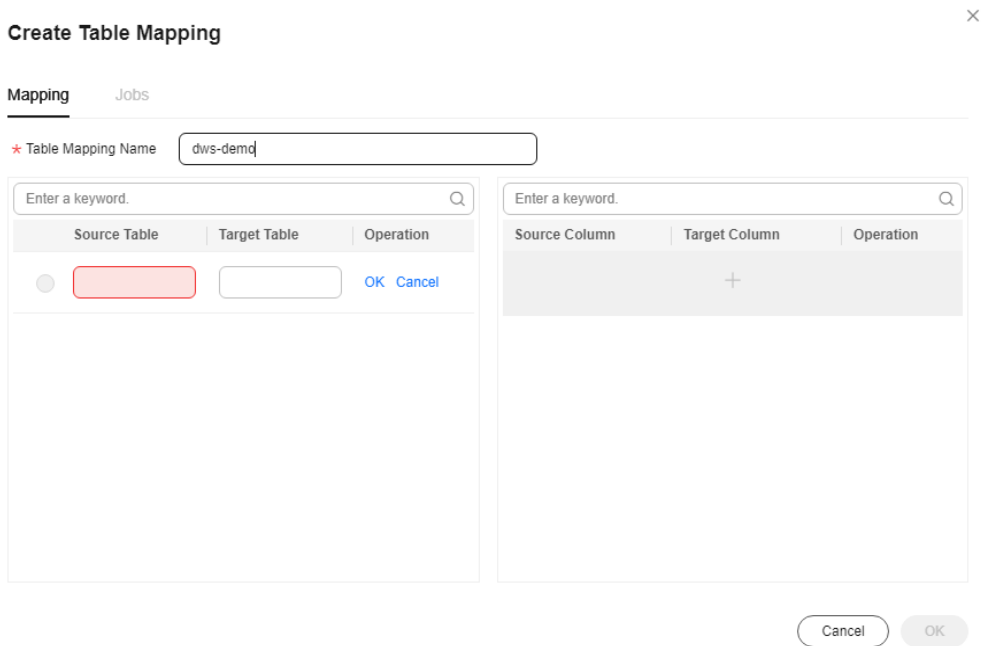 Create Table Mapping
Mapping Jobs
* Table Mapping Name dws-demo
Enter a keyword.
Source Table Target Table Operation
OK Cancel
Enter a keyword.
Source Column Target Column Operation
Cancel OK